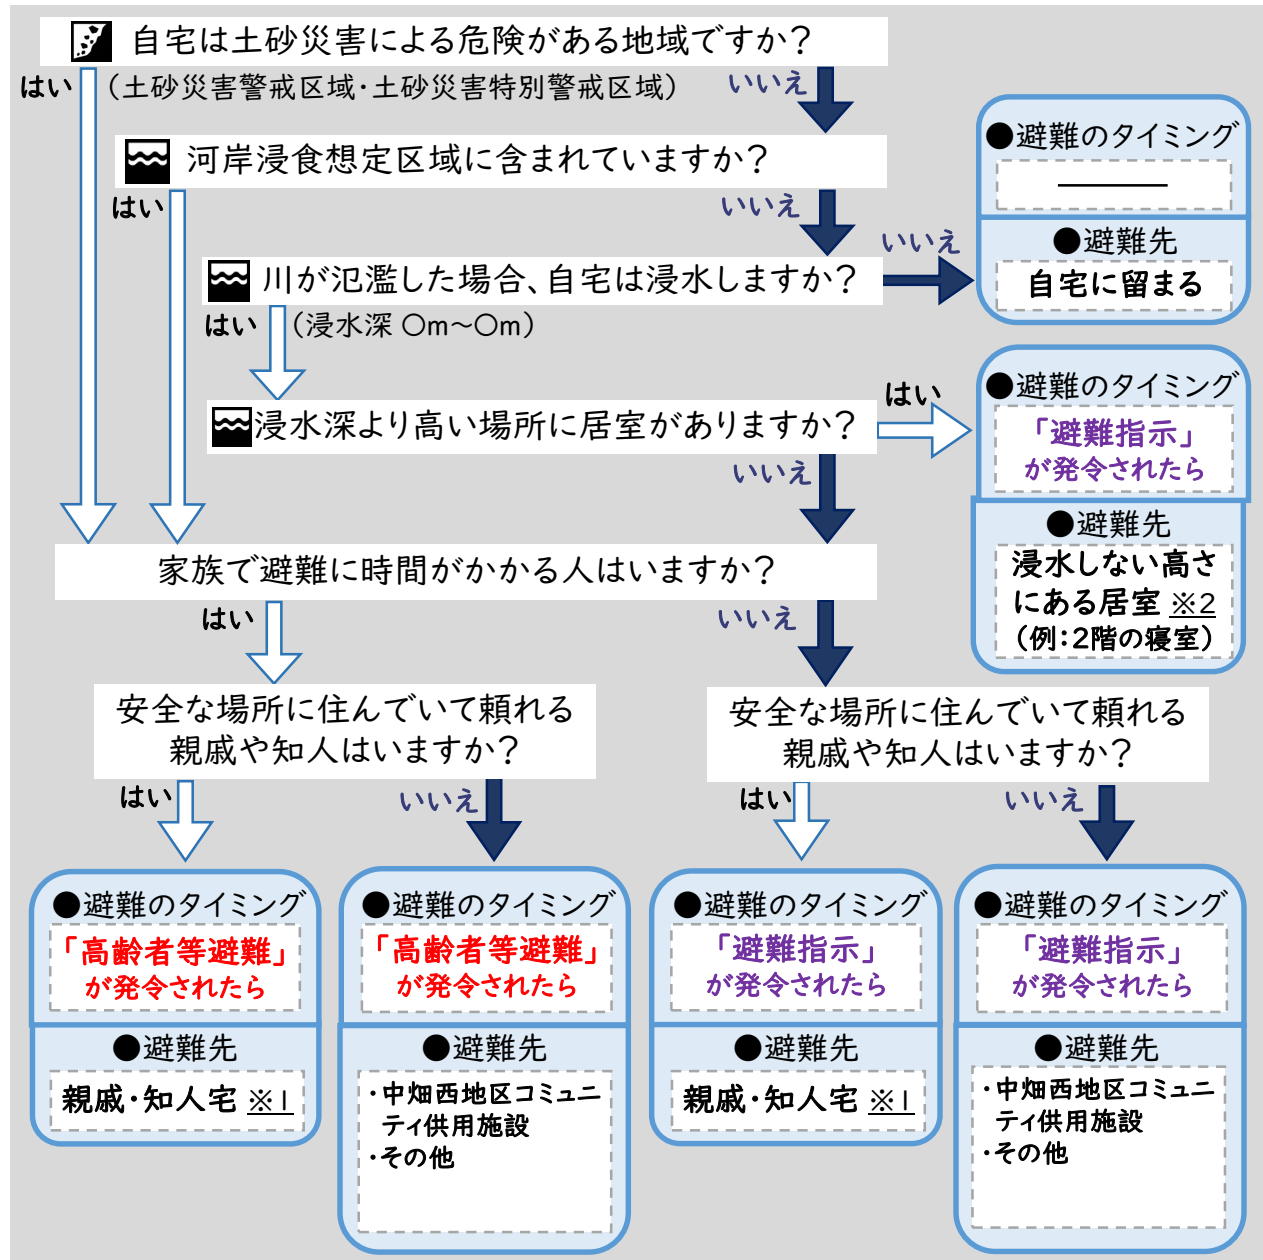 自宅は土砂災害による危険がある地域ですか？
はい
（土砂災害警戒区域・土砂災害特別警戒区域）
いいえ
河岸浸食想定区域に含まれていますか？
はい
いいえ
川が氾濫した場合、自宅は浸水しますか？
いいえ
はい
（浸水深 〇m～〇m）
●避難のタイミング
————
●避難先
自宅に留まる
浸水深より高い場所に居室がありますか？
はい
いいえ
●避難のタイミング
「避難指示」
が発令されたら
●避難先
浸水しない高さ
にある居室 ※2
（例：2階の寝室）
家族で避難に時間がかかる人はいますか？
はい
いいえ
安全な場所に住んでいて頼れる
親戚や知人はいますか？
はい
いいえ
安全な場所に住んでいて頼れる
親戚や知人はいますか？
はい
いいえ
●避難のタイミング
「高齢者等避難」
が発令されたら
●避難先
親戚・知人宅 ※1
●避難のタイミング
「高齢者等避難」
が発令されたら
●避難先
・中畑西地区コミュニ
ティ供用施設
・その他
●避難のタイミング
「避難指示」
が発令されたら
●避難先
親戚・知人宅 ※1
●避難のタイミング
「避難指示」
が発令されたら
●避難先
・中畑西地区コミュニ
ティ供用施設
・その他